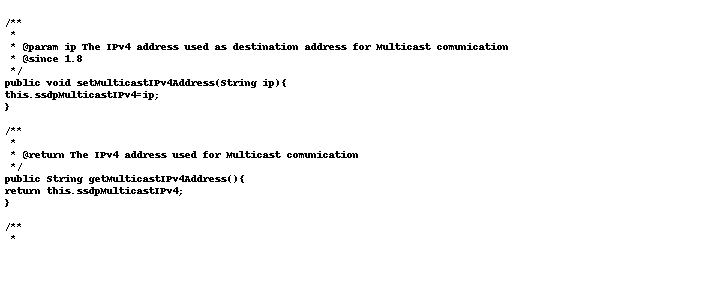 /**
 *
 * @param ip The IPv4 address used as destination address for Multicast comunication
 * @since 1.8
 */
public void setMulticastIPv4Address(String ip){
this.ssdpMulticastIPv4=ip;
}

/**
 *
 * @return The IPv4 address used for Multicast comunication
 */
public String getMulticastIPv4Address(){
return this.ssdpMulticastIPv4;
}

/**
 *